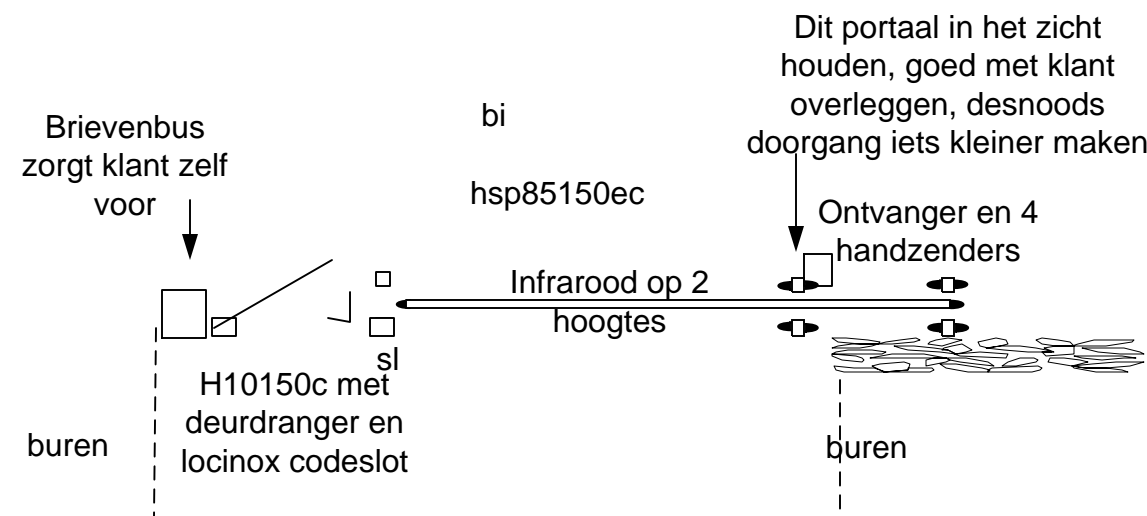 Dit portaal in het zicht
houden, goed met klant
overleggen, desnoods
doorgang iets kleiner maken
Brievenbus
zorgt klant zelf
voor
bi
hsp85150ec
Ontvanger en 4
handzenders
Infrarood op 2
hoogtes
sl
H10150c met
deurdranger en
locinox codeslot
buren
buren